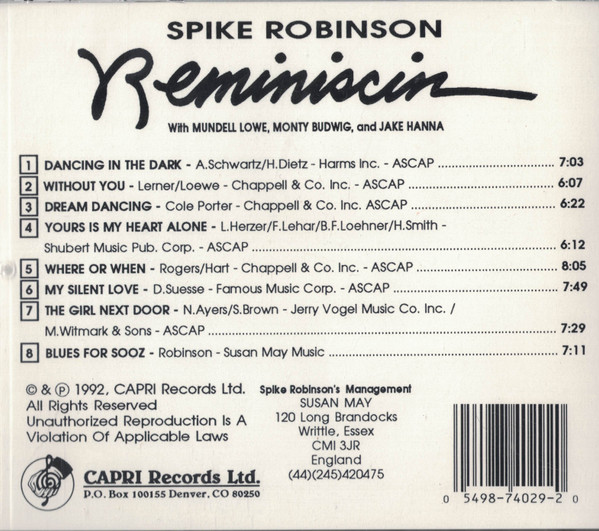 SPIKE ROBINSON
Reminiscin
With MUNDELL LOWE, MONTY BUDWIG, and JAKE HANNA
1 DANCING IN THE DARK - A.Schwartz/H.Dietz - Harms Inc. - ASCAP 7:03
2 WITHOUT YOU - Lerner/Loewe - Chappell & Co. Inc. - ASCAP 6:07
3 DREAM DANCING - Cole Porter - Chappell & Co. Inc. ASCAP 6:22
4 YOURS IS MY HEART ALONE - L.Herzer/F.Lehar/B.F.Loehner/H.Smith -
Shubert Music Pub. Corp. - ASCAP 6:12
5 WHERE OR WHEN - Rogers/Hart - Chappell & Co. Inc. - ASCAP 8:05
6 MY SILENT LOVE - D.Suesse - Famous Music Corp. - ASCAP 7:49
7 THE GIRL NEXT DOOR - N.Ayers/S.Brown - Jerry Vogel Music Co. Inc. /
M.Witmark & Sons - ASCAP 7:29
8 BLUES FOR SOOZ - Robinson - Susan May Music 7:11
© & ℗ 1992, CAPRI Records Ltd.
All Rights Reserved
Unauthorized Reproduction Is A
Violation Of Applicable Laws
Spike Robinson's Management
SUSAN MAY
120 Long Brandocks
Writtle, Essex
CMI 3JR
England
(44)(245)420475
CAPRI Records Ltd.
P.O. Box 100155 Denver, CO 80250
0 5498-74029-2 0